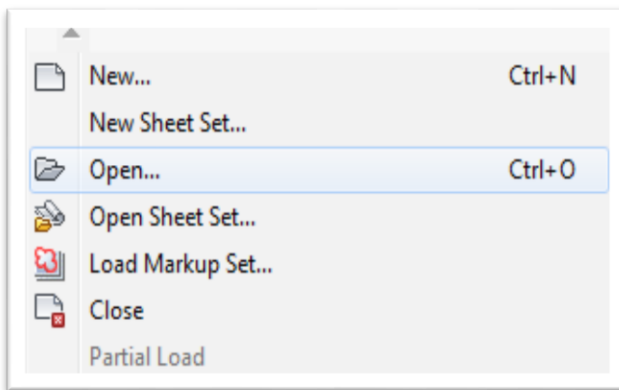 New... Ctrl+N
New Sheet Set...
Open... Ctrl+O
Open Sheet Set...
Load Markup Set...
Close
Partial Load